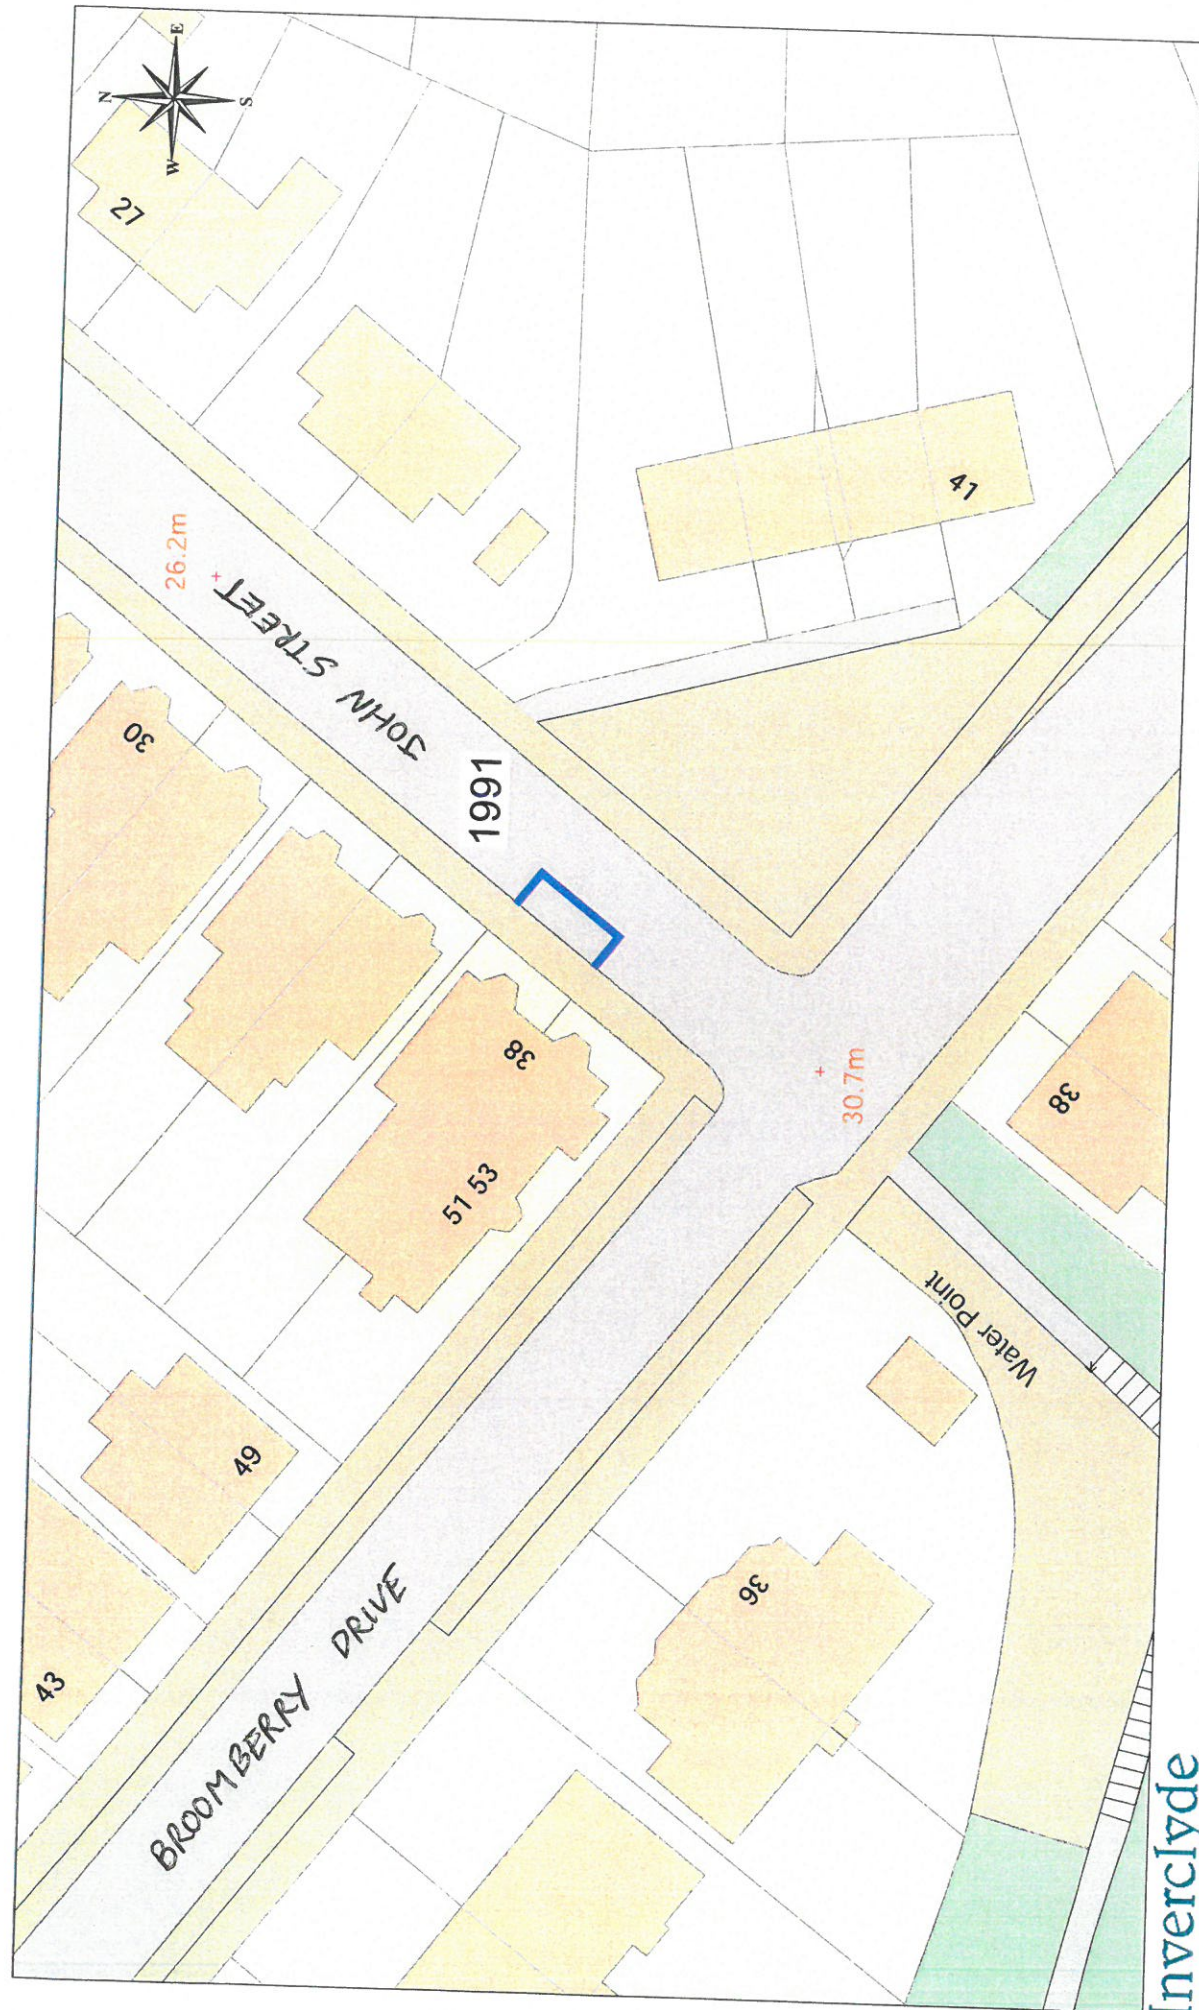 N
E
S
W
27
26.2m
JOHN STREET
30
1991
41
38
51 53
30.7m
38
Water Point
49
36
43
BROOMBERRY DRIVE
nverclyde